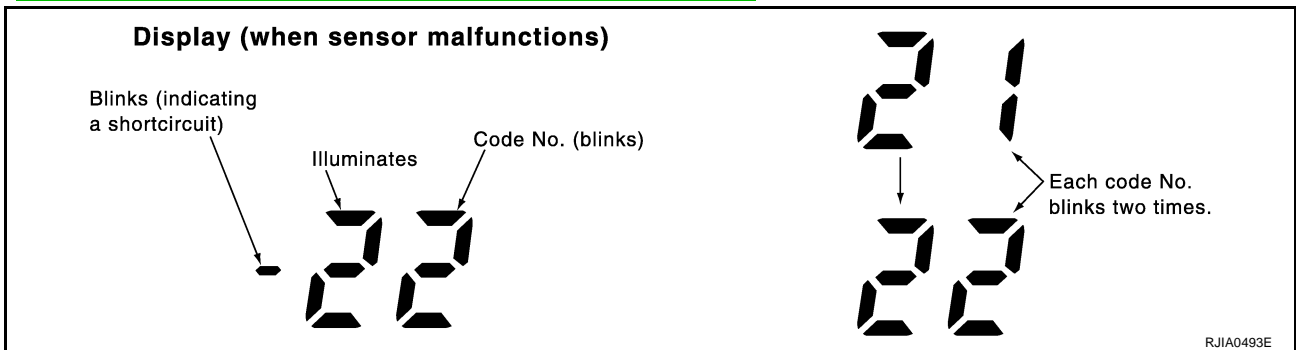 Display (when sensor malfunctions)
Blinks (indicating
a shortcircuit)
Illuminates
Code No. (blinks)
-22
21
22
Each code No.
blinks two times.
RJIA0493E